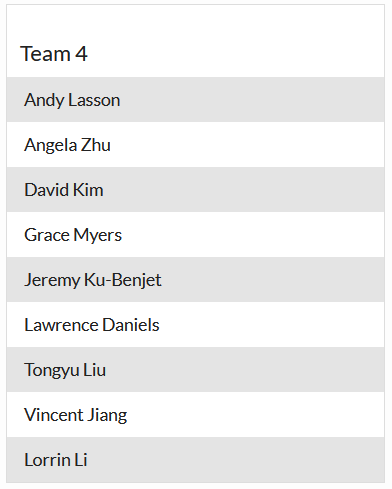 Team 4
Andy Lasson
Angela Zhu
David Kim
Grace Myers
Jeremy Ku-Benjet
Lawrence Daniels
Tongyu Liu
Vincent Jiang
Lorrin Li